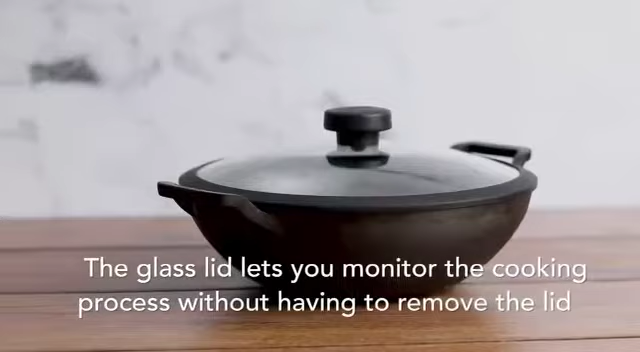 The glass lid lets you monitor the cooking
process without having to remove the lid